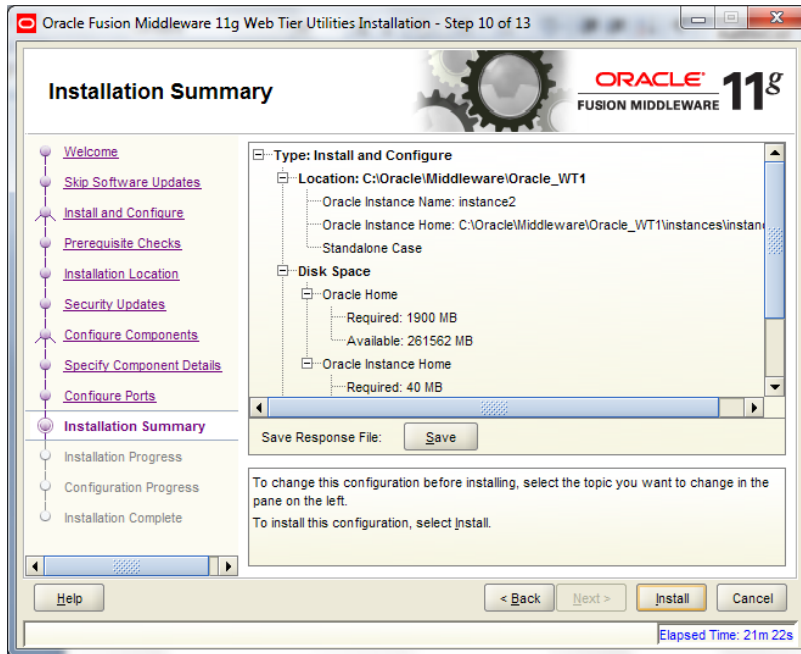 Oracle Fusion Middleware 11g Web Tier Utilities Installation - Step 10 of 13
Installation Summary
ORACLE
FUSION MIDDLEWARE
11g
Welcome
Skip Software Updates
Install and Configure
Prerequisite Checks
Installation Location
Security Updates
Configure Components
Specify Component Details
Configure Ports
Installation Summary
Installation Progress
Configuration Progress
Installation Complete
Type: Install and Configure
Location: C:\Oracle\Middleware\Oracle_WT1
Oracle Instance Name: instance2
Oracle Instance Home: C:\Oracle\Middleware\Oracle_WT1\instances\instan
Standalone Case
Disk Space
Oracle Home
Required: 1900 MB
Available: 261562 MB
Oracle Instance Home
Required: 40 MB
Save Response File:
Save
To change this configuration before installing, select the topic you want to change in the
pane on the left.
To install this configuration, select Install.
Help
< Back
Next >
Install
Cancel
Elapsed Time: 21m 22s